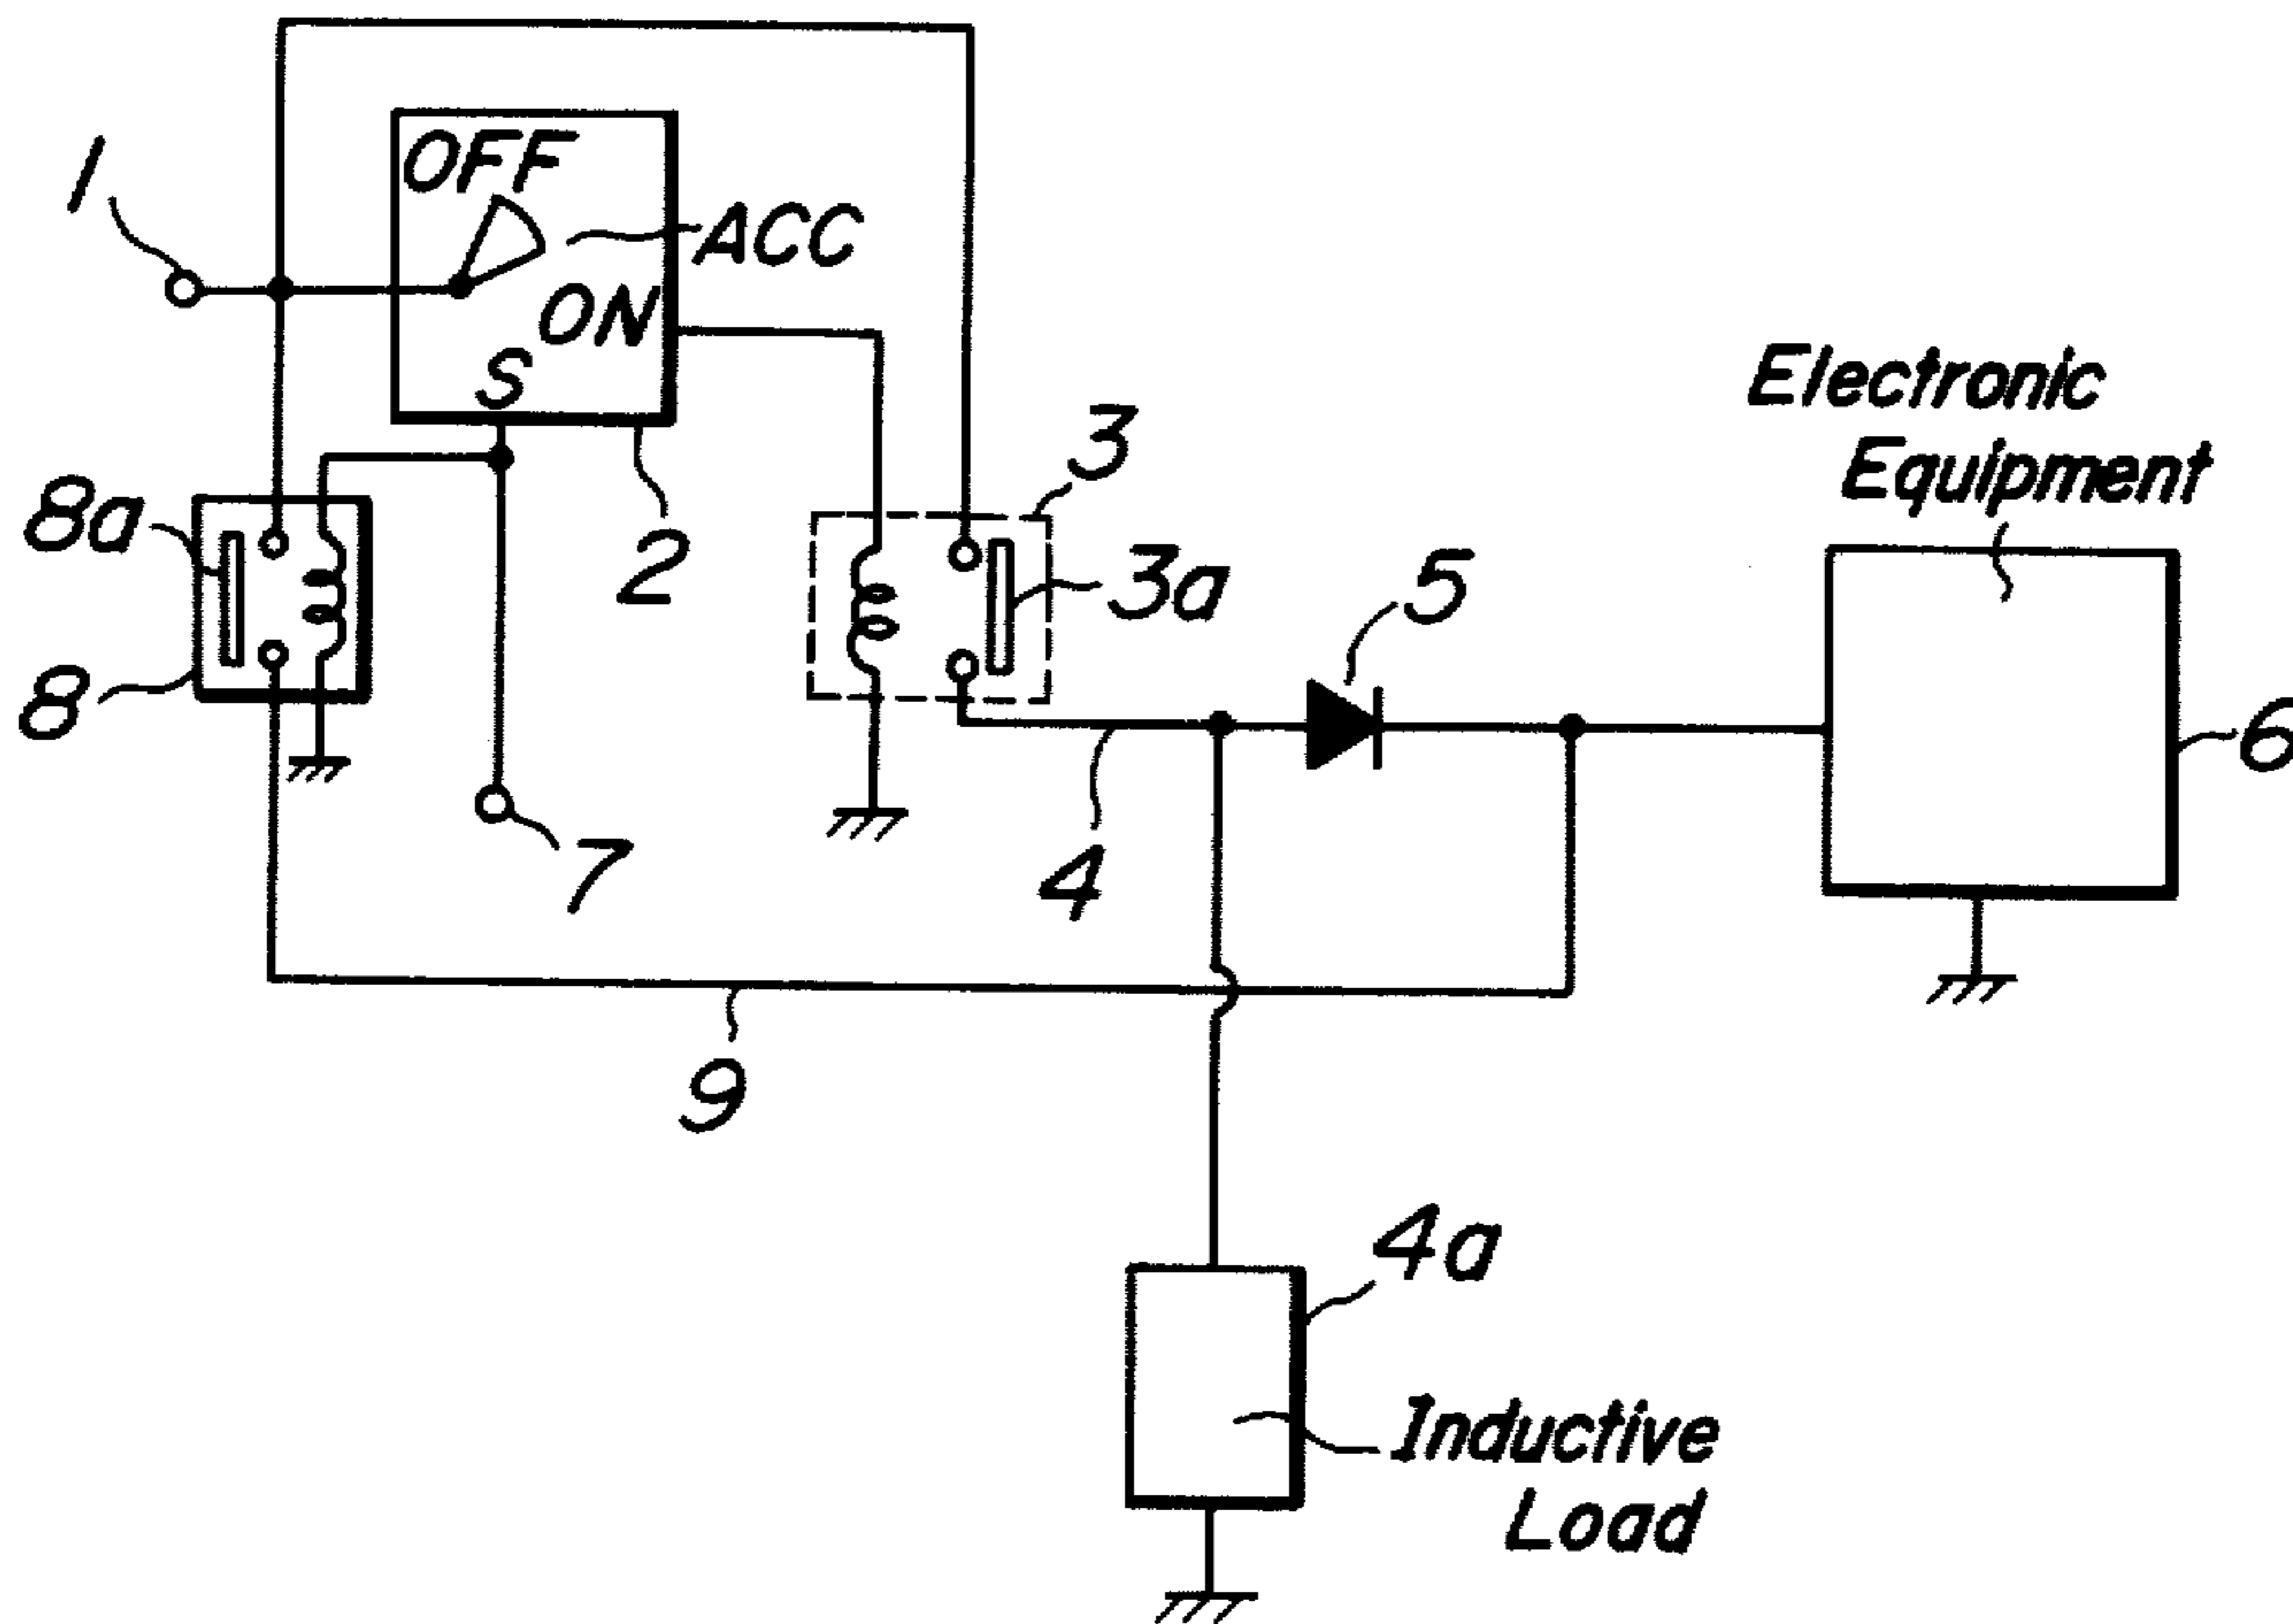 1
OFF
ACC
ON
S
2
3
3a
8a
8
7
4
5
Electronic
Equipment
6
9
4a
Inductive
Load